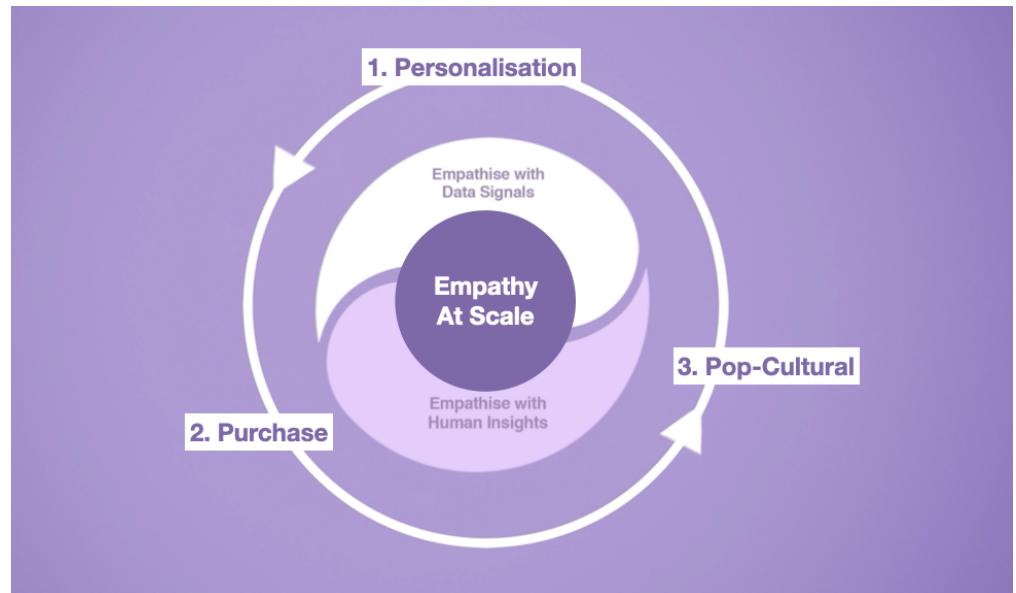 1. Personalisation
Empathise with
Data Signals
Empathy
At Scale
3. Pop-Cultural
Empathise with
Human Insights
2. Purchase